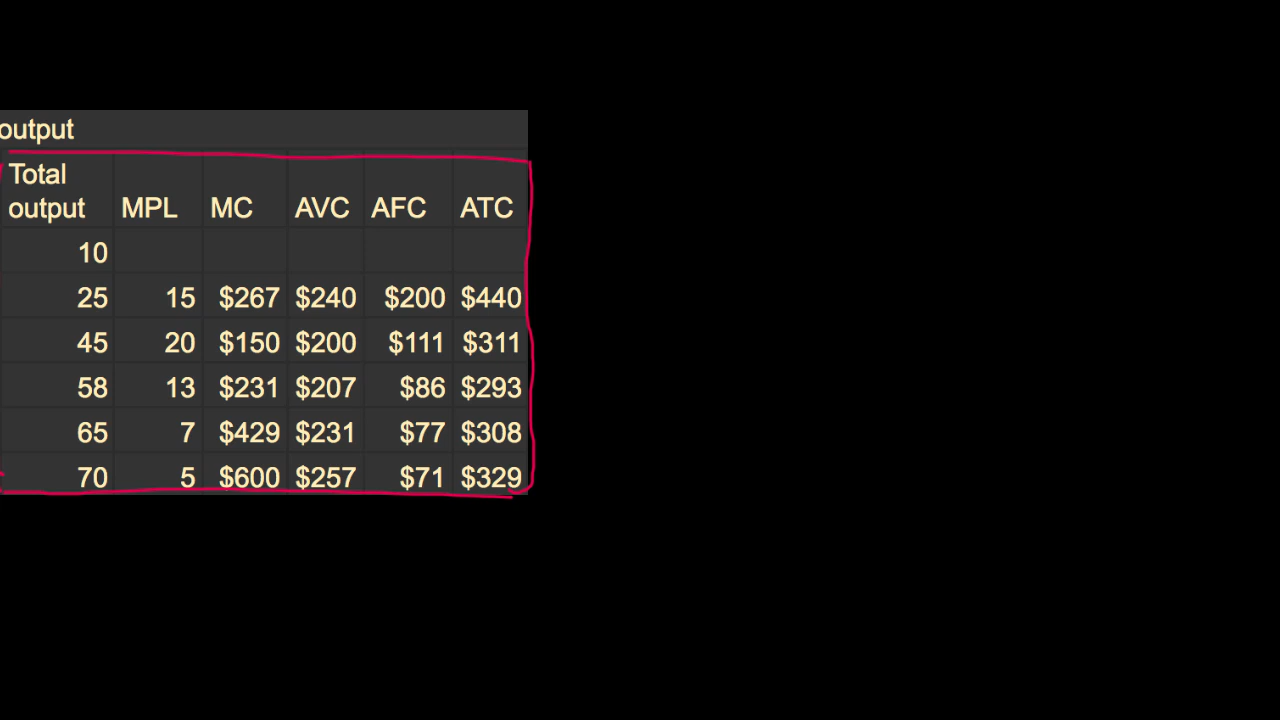 output
Total
output MPL MC AVC AFC ATC
10
25 15 $267 $240 $200 $440
45 20 $150 $200 $111 $311
58 13 $231 $207 $86 $293
65 7 $429 $231 $77 $308
70 5 $600 $257 $71 $329